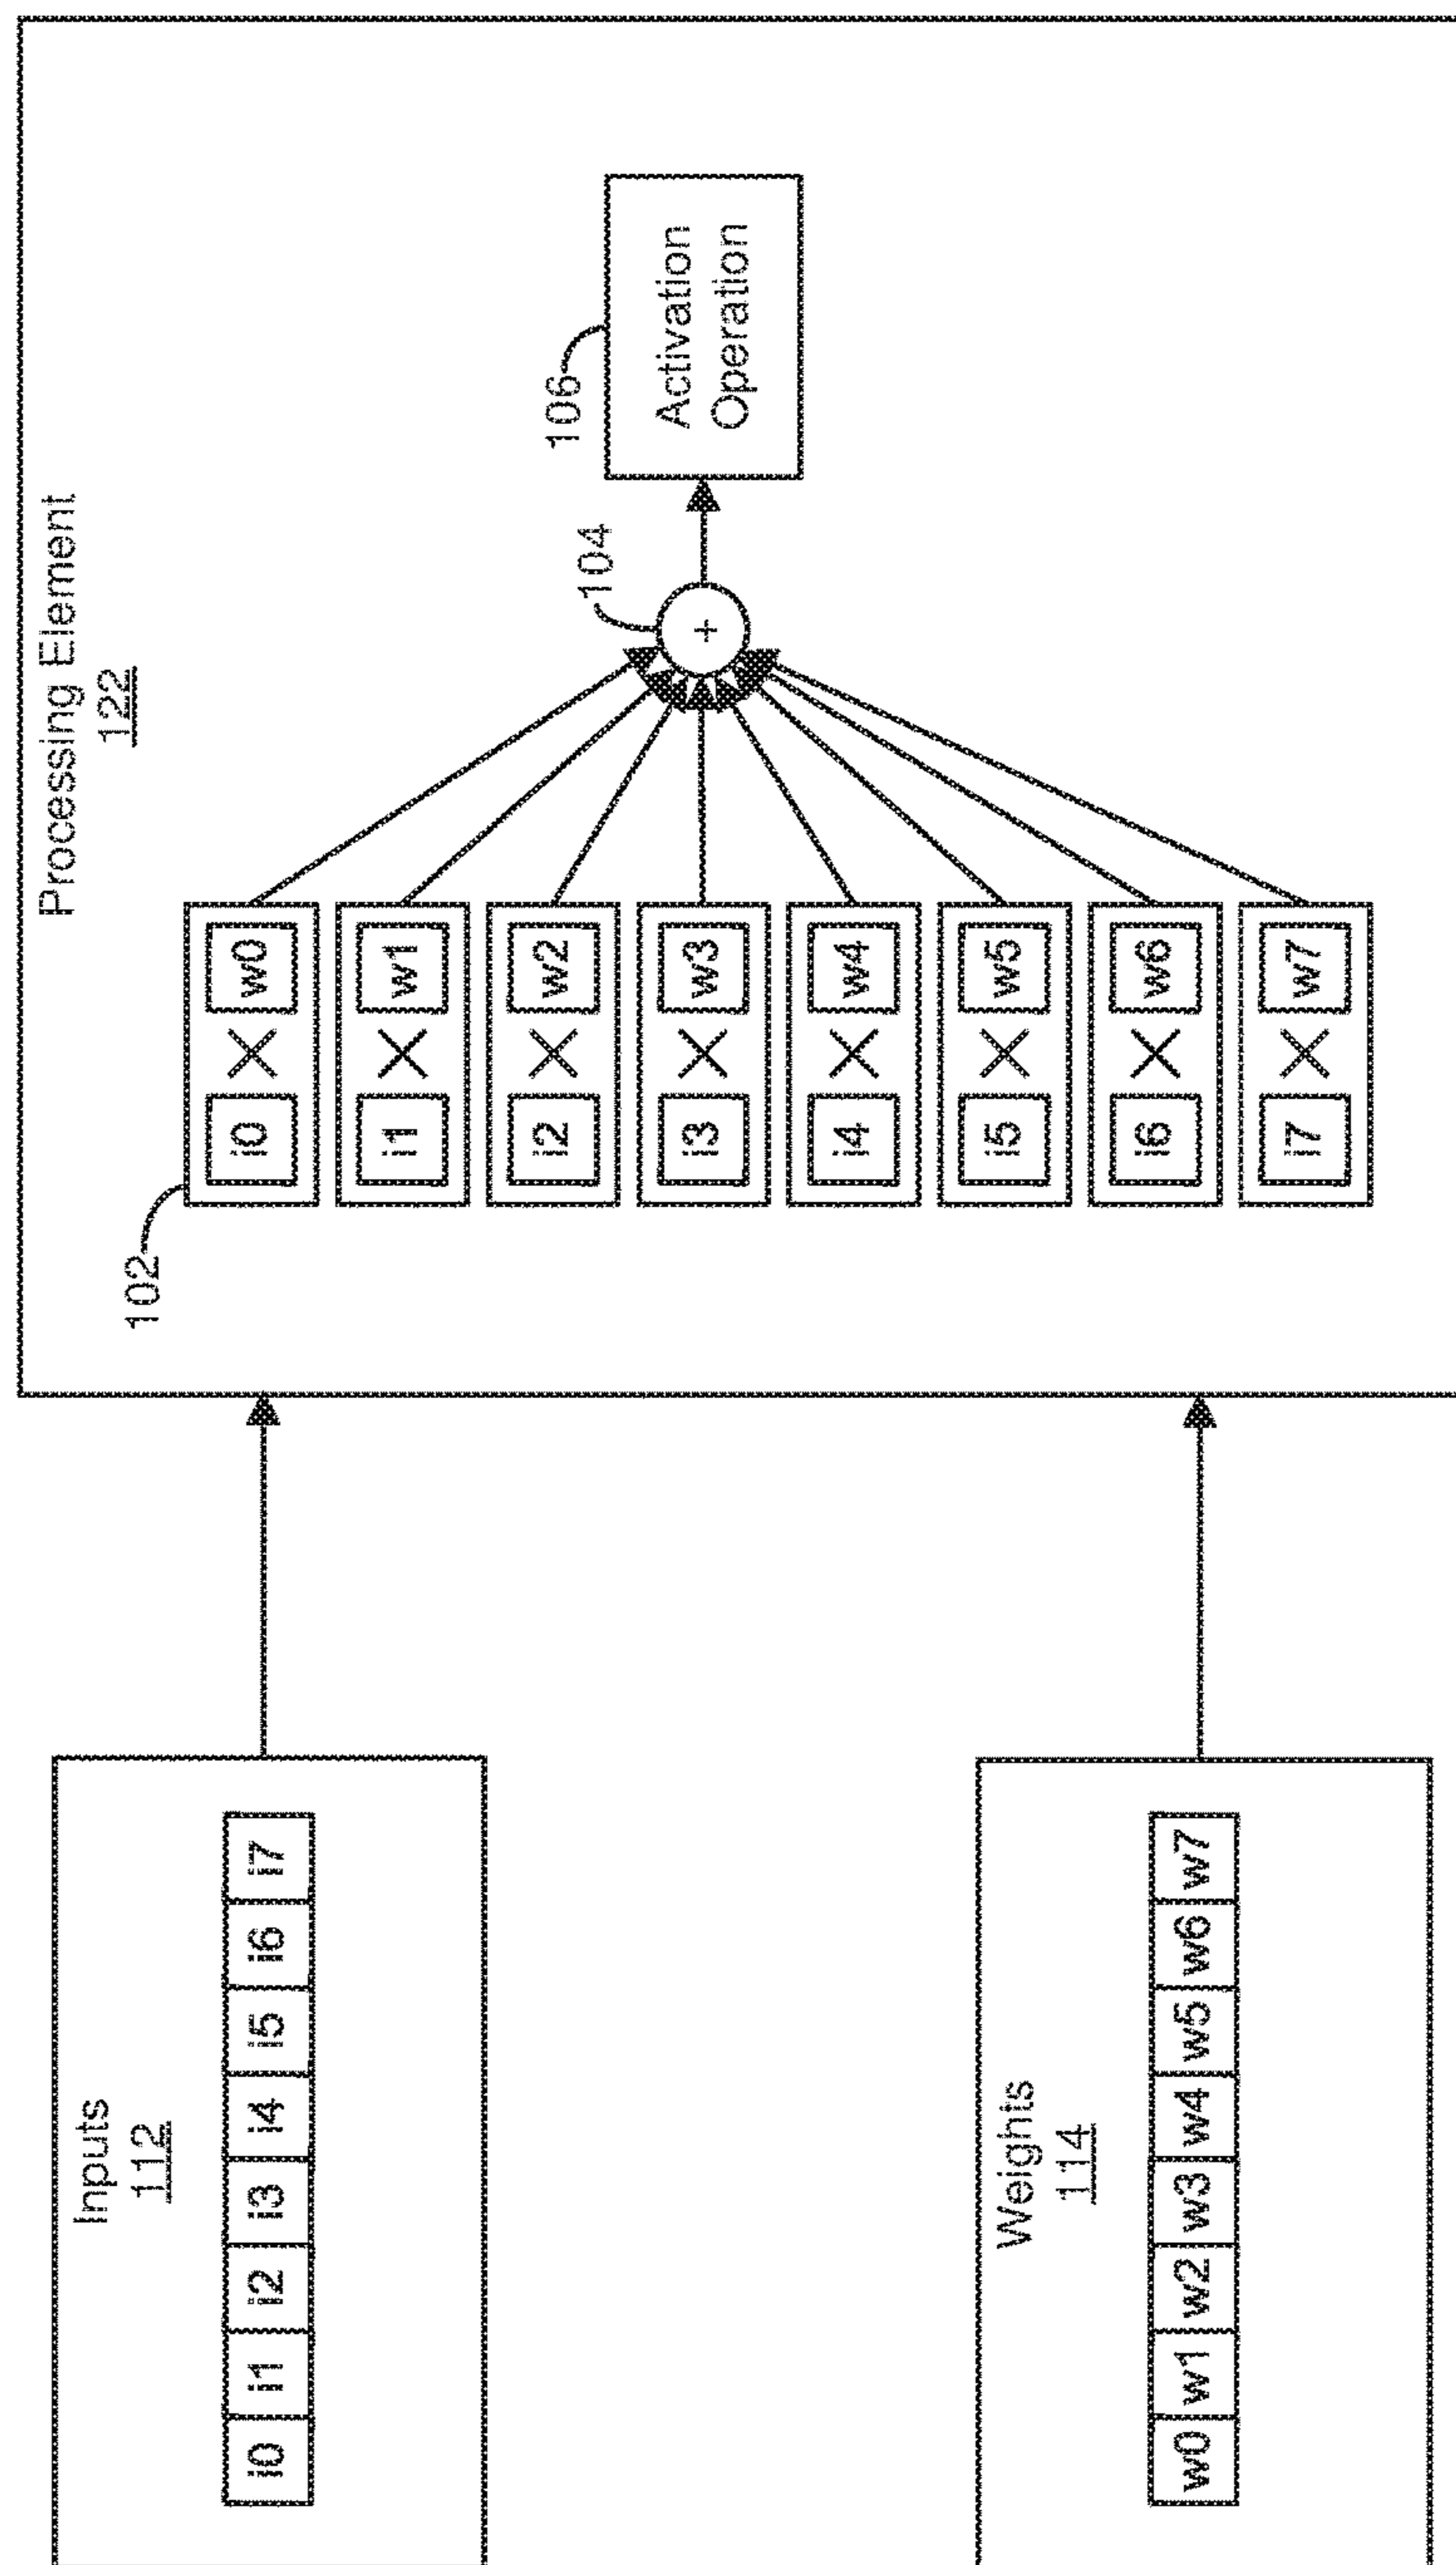 Inputs
112
i0 i1 i2 i3 i4 i5 i6 i7
Weights
114
w0 w1 w2 w3 w4 w5 w6 w7
Processing Element
122
102
i0 × w0
i1 × w1
i2 × w2
i3 × w3
i4 × w4
i5 × w5
i6 × w6
i7 × w7
104
+
106
Activation
Operation